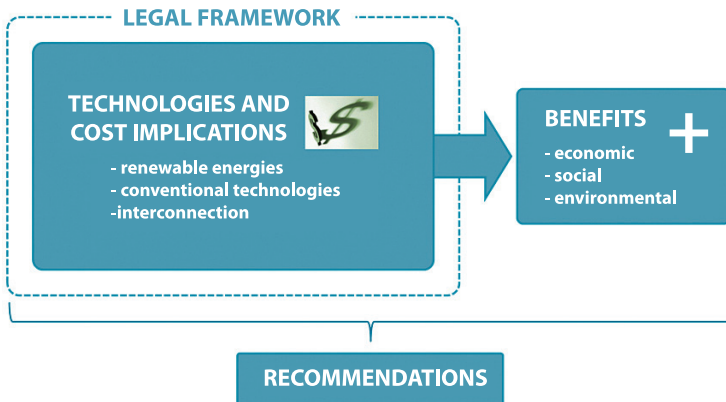 LEGAL FRAMEWORK
TECHNOLOGIES AND
COST IMPLICATIONS
- renewable energies
- conventional technologies
-interconnection
BENEFITS
- economic
- social
- environmental
RECOMMENDATIONS